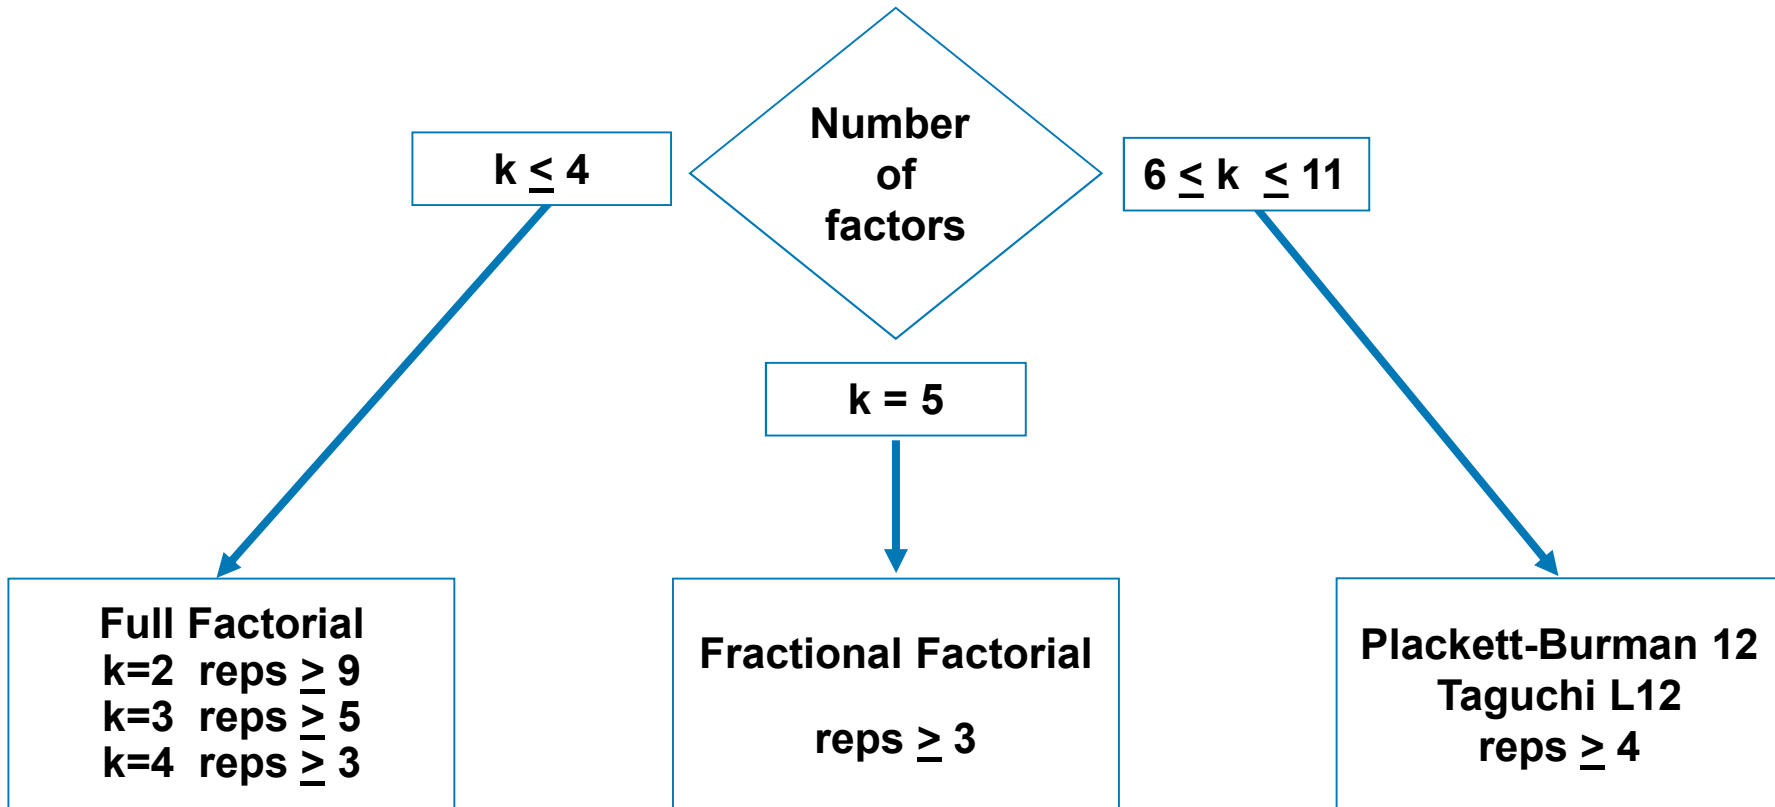 Number
of
factors
k ≤ 4
6 ≤ k ≤ 11
k = 5
Full Factorial
k=2 reps ≥ 9
k=3 reps ≥ 5
k=4 reps ≥ 3
Fractional Factorial
reps ≥ 3
Plackett-Burman 12
Taguchi L12
reps ≥ 4